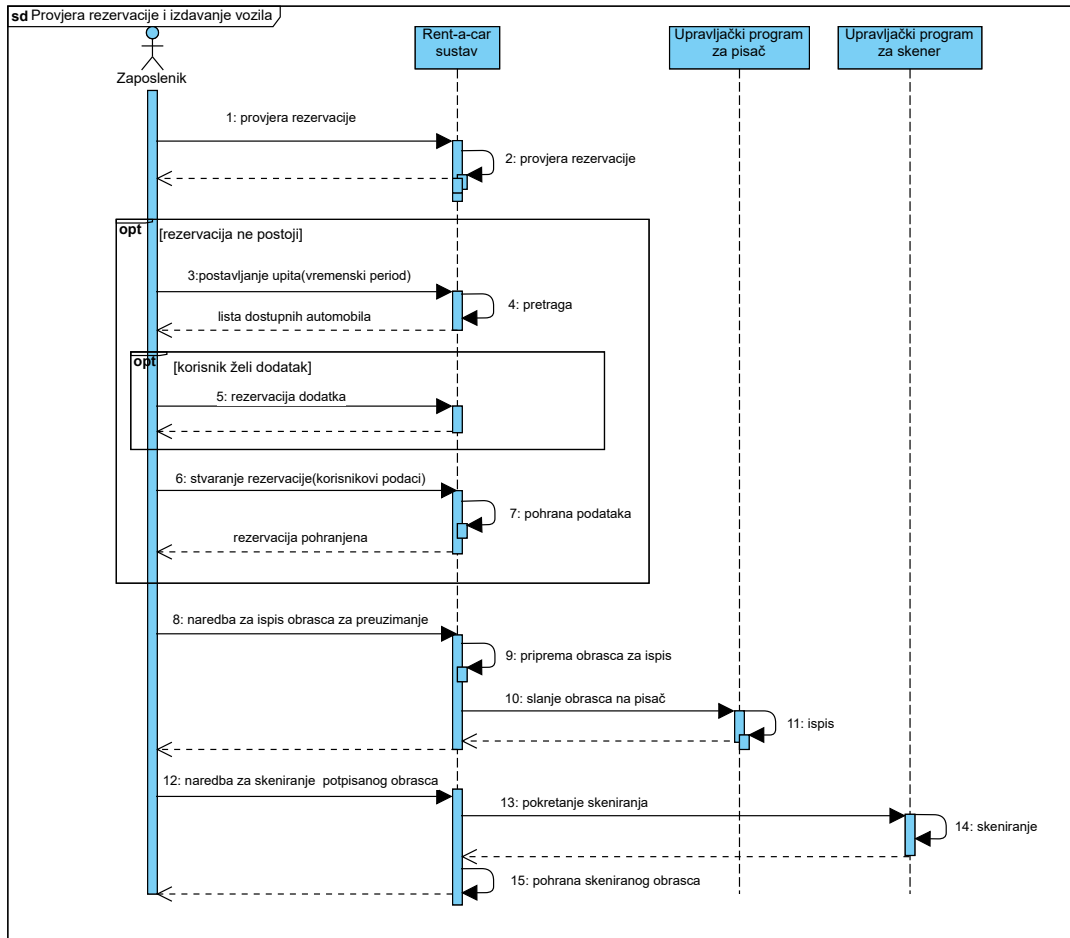 sd Provjera rezervacije i izdavanje vozila
Zaposlenik
Rent-a-car
sustav
Upravljački program
za pisač
Upravljački program
za skener
1: provjera rezervacije
2: provjera rezervacije
opt
[rezervacija ne postoji]
3:postavljanje upita(vremenski period)
4: pretraga
lista dostupnih automobila
opt
[korisnik želi dodatak]
5: rezervacija dodatka
6: stvaranje rezervacije(korisnikovi podaci)
7: pohrana podataka
rezervacija pohranjena
8: naredba za ispis obrasca za preuzimanje
9: priprema obrasca za ispis
10: slanje obrasca na pisač
11: ispis
12: naredba za skeniranje  potpisanog obrasca
13: pokretanje skeniranja
14: skeniranje
15: pohrana skeniranog obrasca